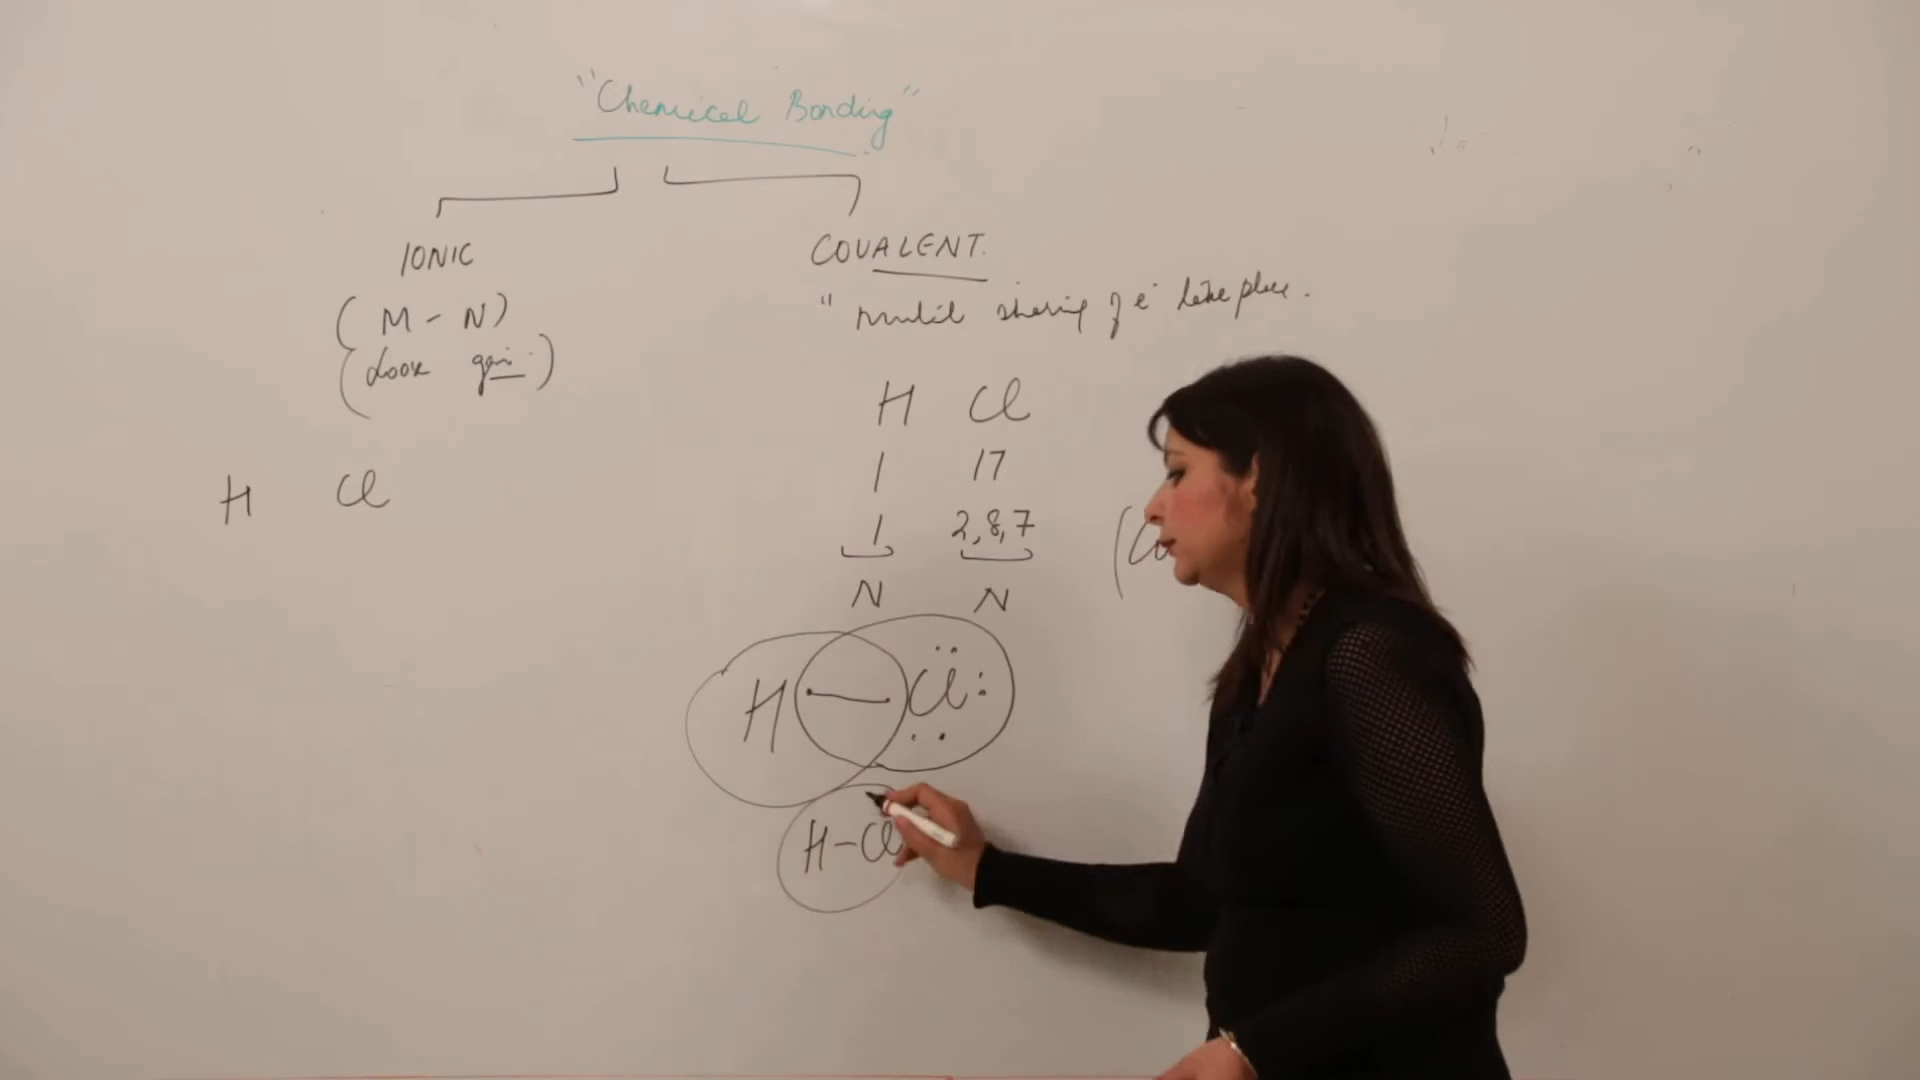 "Chemical Bonding"
IONIC
COVALENT.
(M - N)
(Loose gain)
" mutual sharing of e⁻ take place.
H Cl
H Cl
1 17
1 2,8,7
N N
(Co
H — Cl
H-Cl